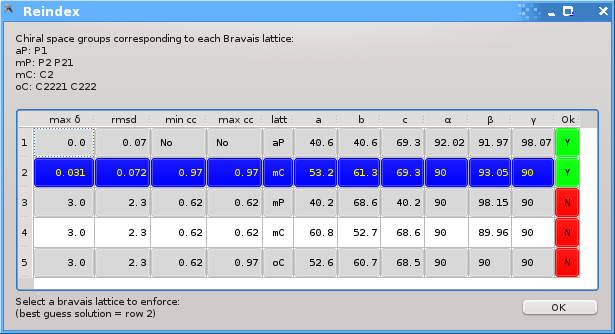 Reindex
Chiral space groups corresponding to each Bravais lattice:
aP: P1
mP: P2 P21
mC: C2
oC: C2221 C222
max δ rmsd min cc max cc latt a b c α β γ Ok
1 0.0 0.07 No No aP 40.6 40.6 69.3 92.02 91.97 98.07 Y
2 0.031 0.072 0.97 0.97 mC 53.2 61.3 69.3 90 93.05 90 Y
3 3.0 2.3 0.62 0.62 mP 40.2 68.6 40.2 90 98.15 90 N
4 3.0 2.3 0.62 0.62 mC 60.8 52.7 68.6 90 89.96 90 N
5 3.0 2.3 0.62 0.97 oC 52.6 60.7 68.5 90 90 90 N
Select a bravais lattice to enforce:
(best guess solution = row 2)
OK